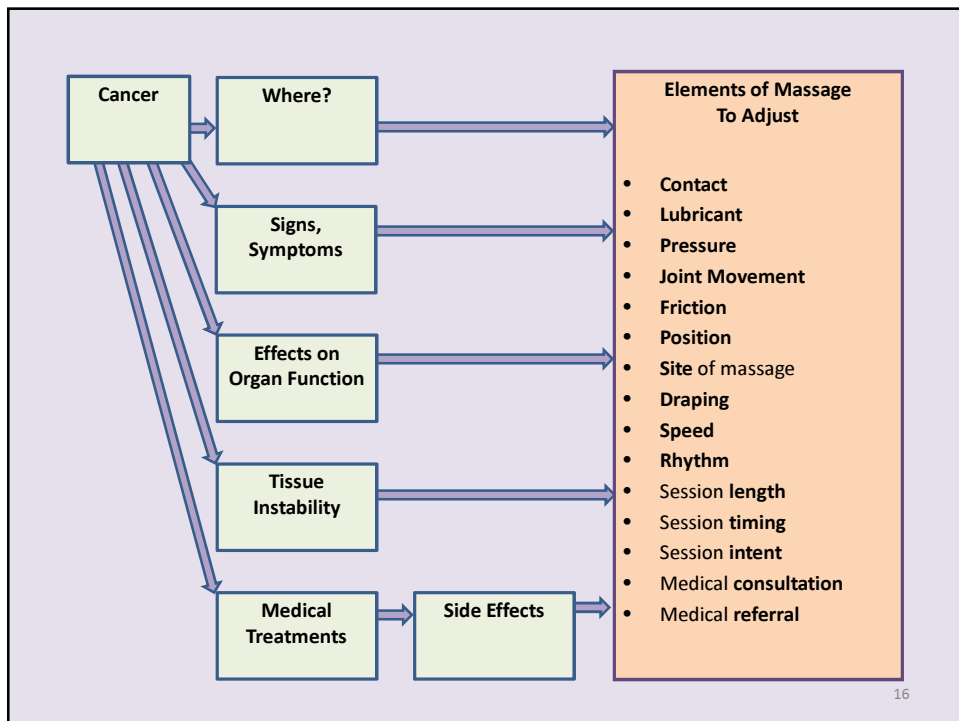 Cancer
Where?
Signs,
Symptoms
Effects on
Organ Function
Tissue
Instability
Medical
Treatments
Side Effects
Elements of Massage
To Adjust
• Contact
• Lubricant
• Pressure
• Joint Movement
• Friction
• Position
• Site of massage
• Draping
• Speed
• Rhythm
• Session length
• Session timing
• Session intent
• Medical consultation
• Medical referral
16